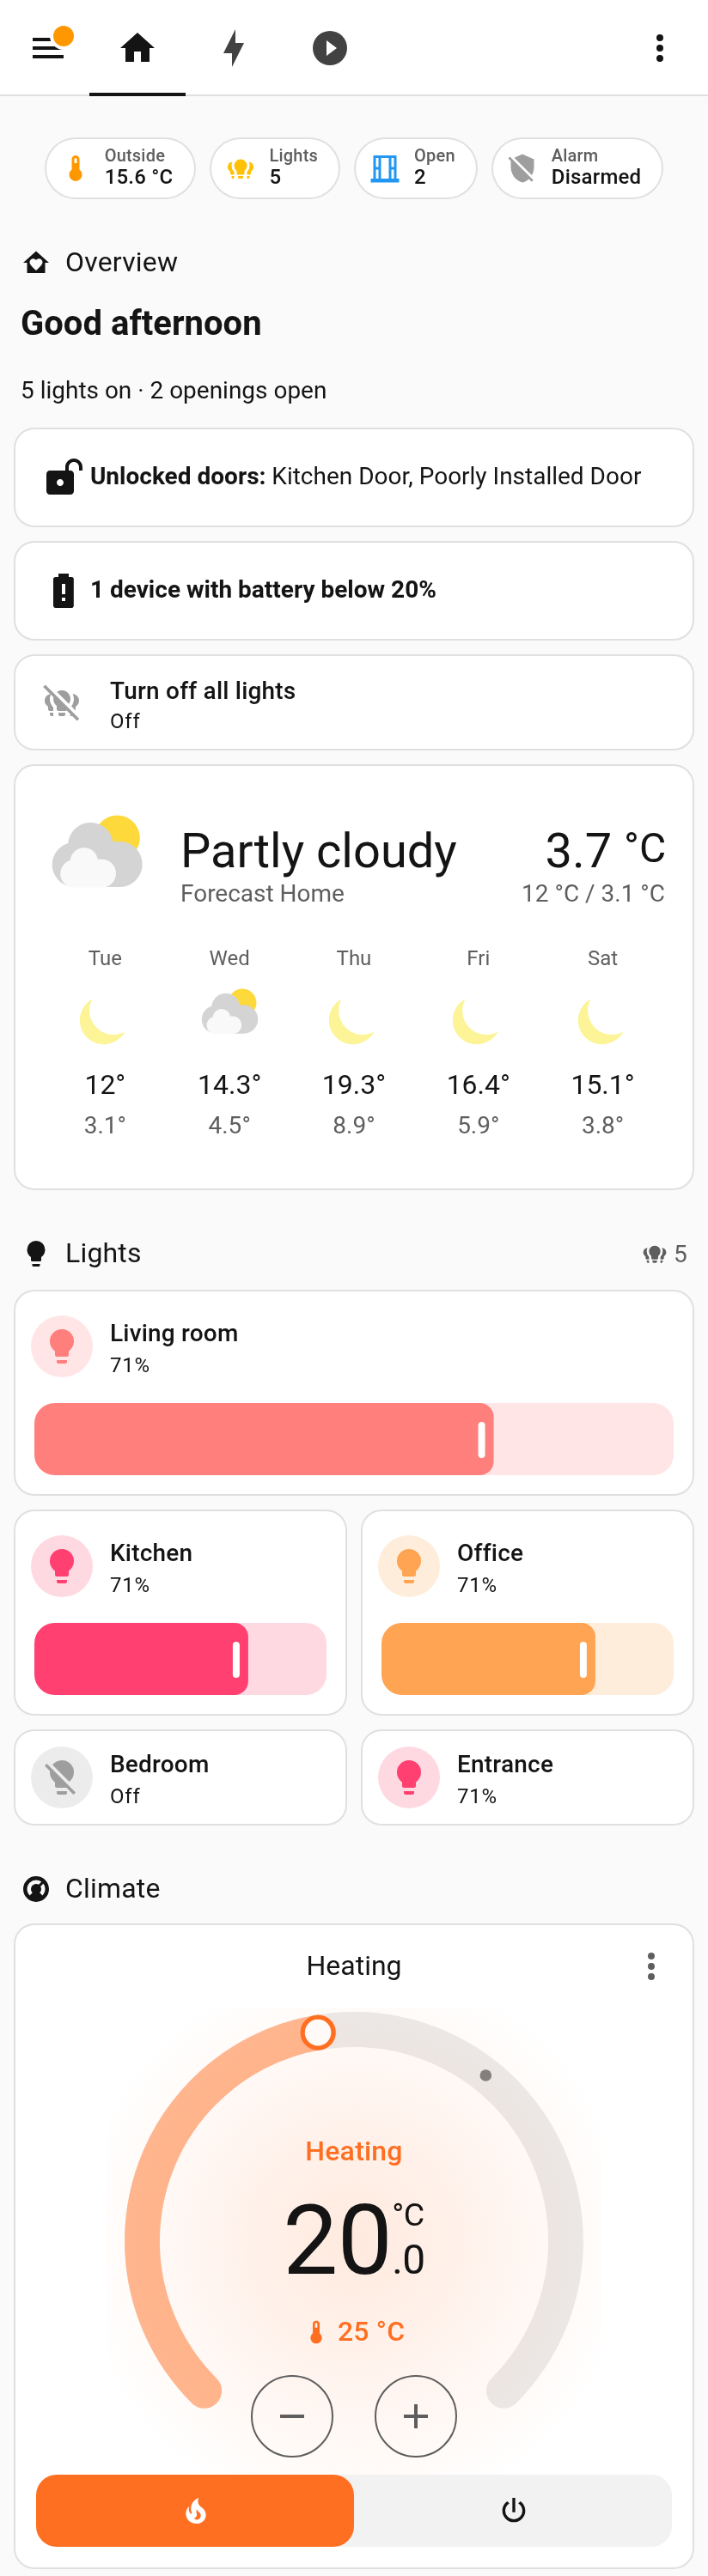 Outside
15.6 °C
Lights
5
Open
2
Alarm
Disarmed
Overview
Good afternoon
5 lights on · 2 openings open
Unlocked doors: Kitchen Door, Poorly Installed Door
1 device with battery below 20%
Turn off all lights
Off
Partly cloudy
3.7 °C
Forecast Home
12 °C / 3.1 °C
Tue Wed Thu Fri Sat
12° 14.3° 19.3° 16.4° 15.1°
3.1° 4.5° 8.9° 5.9° 3.8°
Lights
5
Living room
71%
Kitchen
71%
Office
71%
Bedroom
Off
Entrance
71%
Climate
Heating
Heating
20.0 °C
25 °C